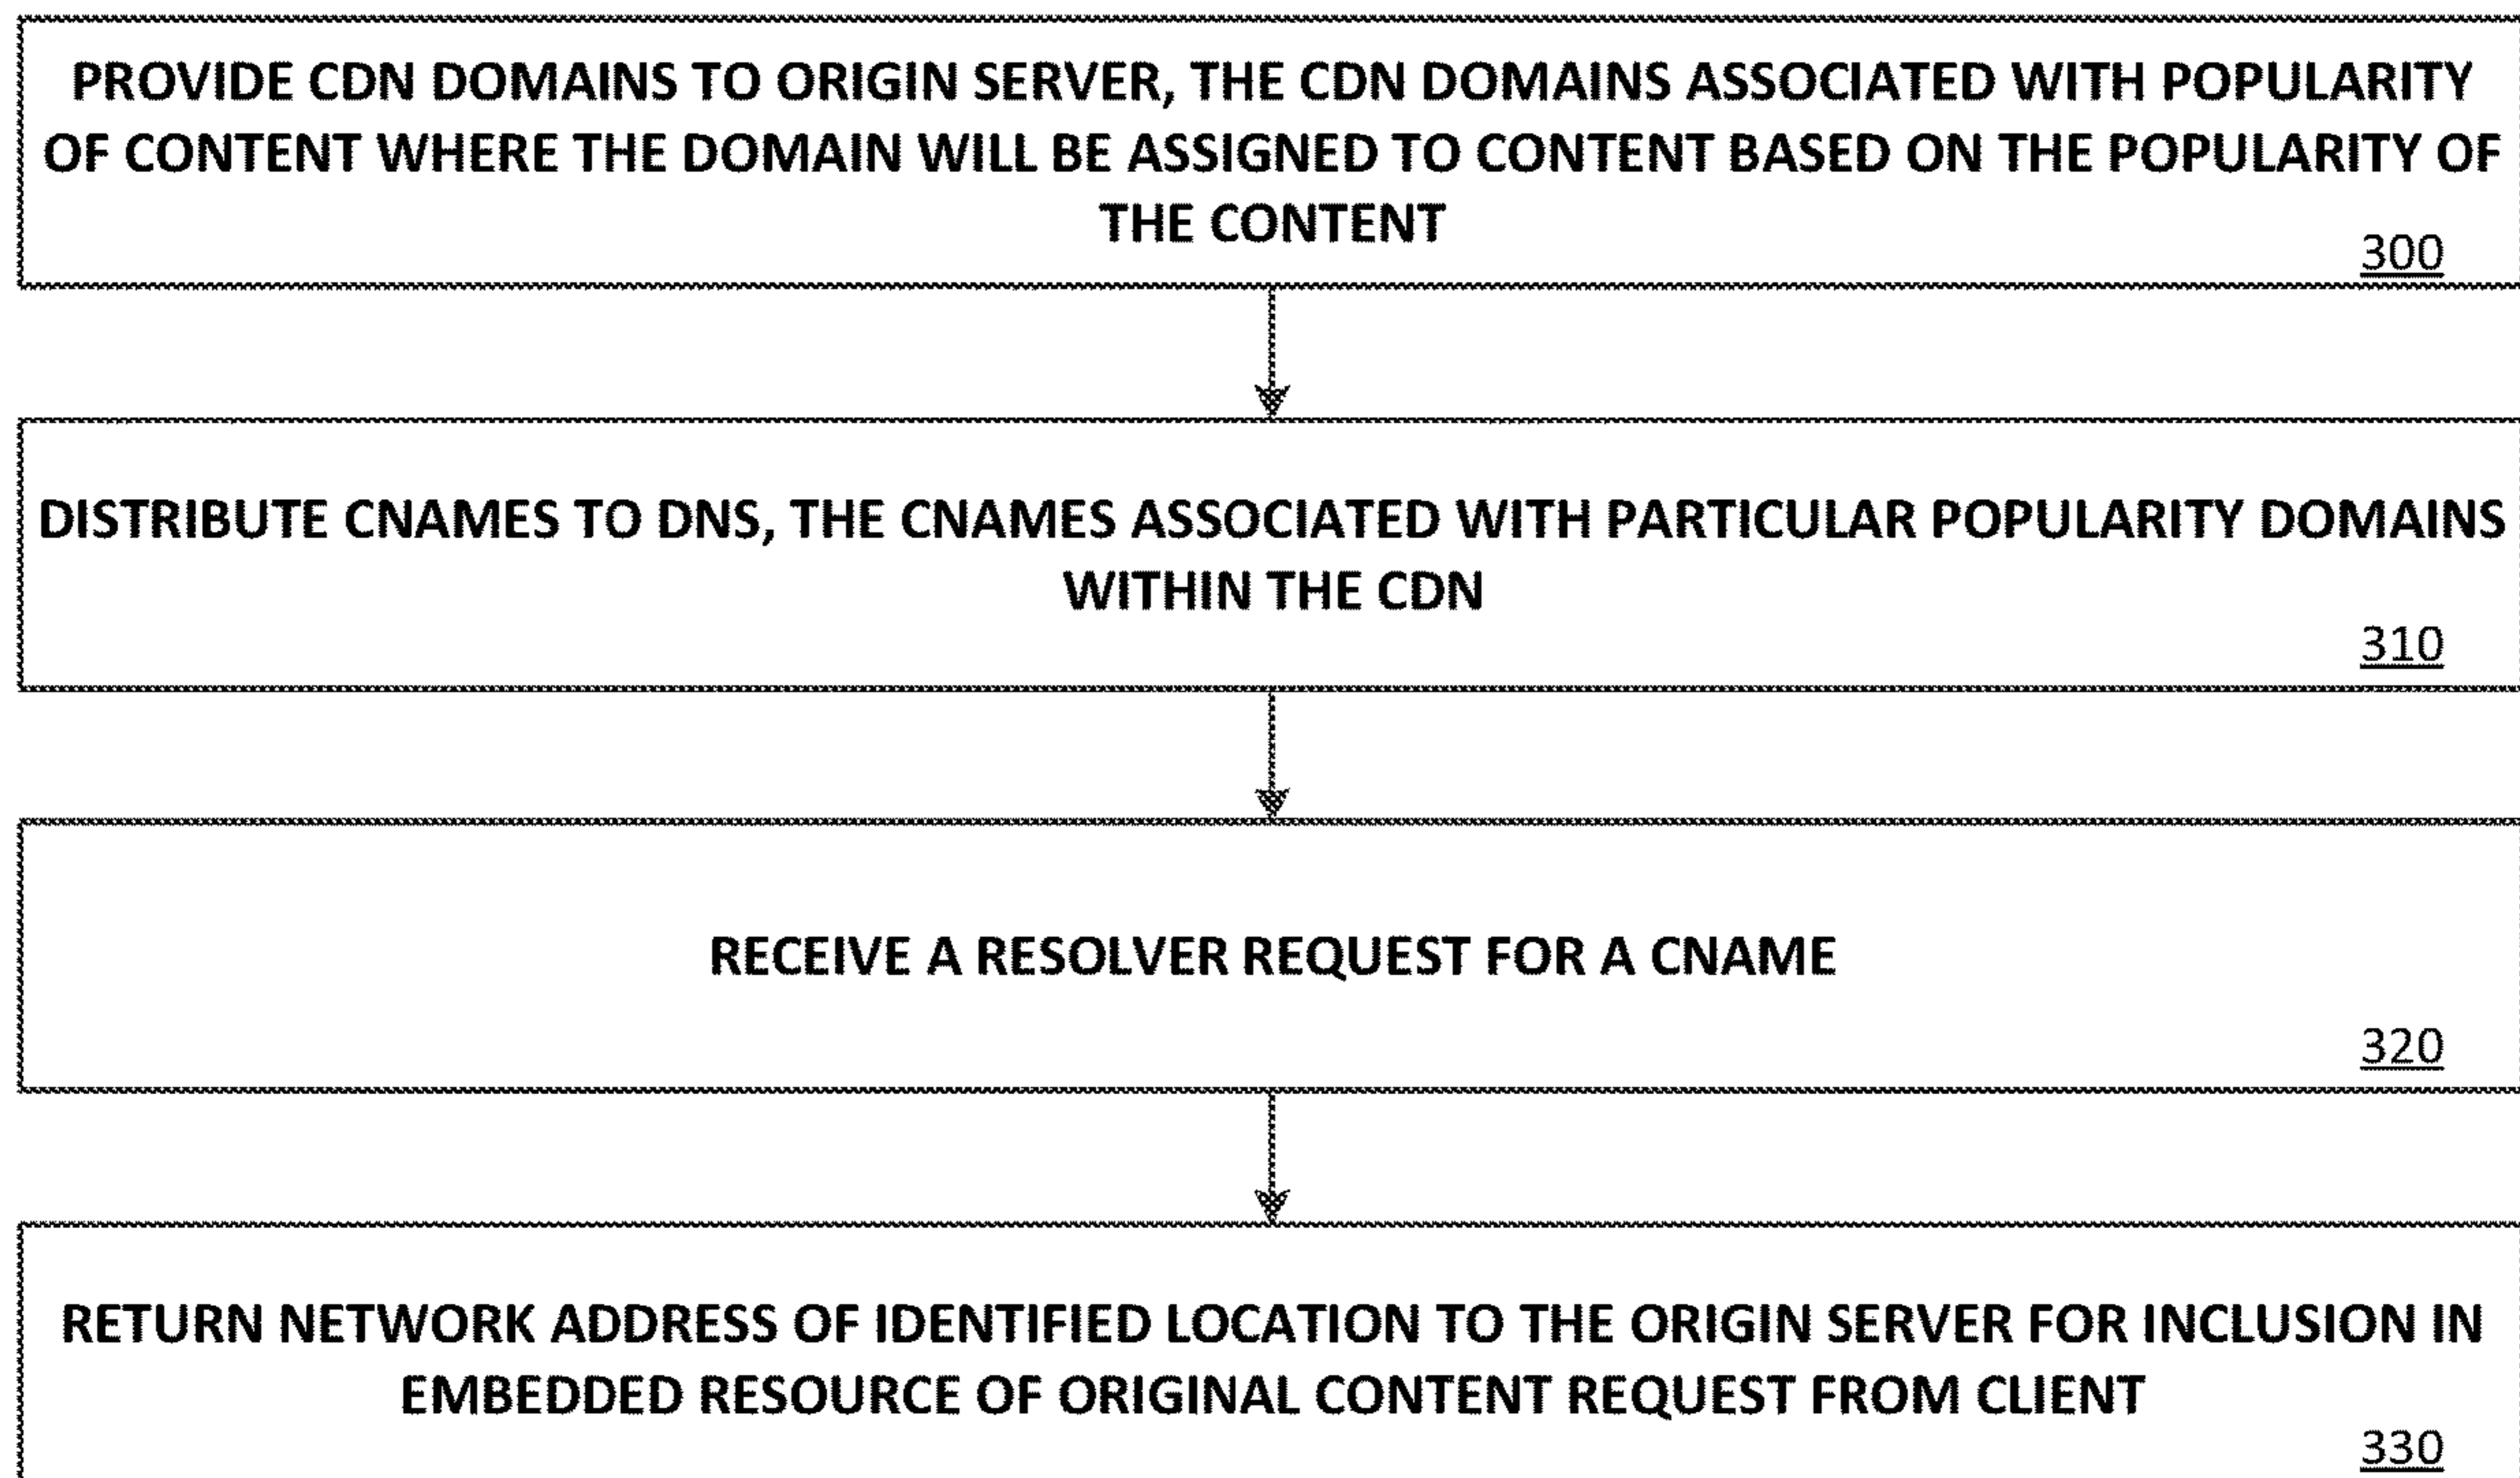 PROVIDE CDN DOMAINS TO ORIGIN SERVER, THE CDN DOMAINS ASSOCIATED WITH POPULARITY
OF CONTENT WHERE THE DOMAIN WILL BE ASSIGNED TO CONTENT BASED ON THE POPULARITY OF
THE CONTENT
300
DISTRIBUTE CNAMES TO DNS, THE CNAMES ASSOCIATED WITH PARTICULAR POPULARITY DOMAINS
WITHIN THE CDN
310
RECEIVE A RESOLVER REQUEST FOR A CNAME
320
RETURN NETWORK ADDRESS OF IDENTIFIED LOCATION TO THE ORIGIN SERVER FOR INCLUSION IN
EMBEDDED RESOURCE OF ORIGINAL CONTENT REQUEST FROM CLIENT
330